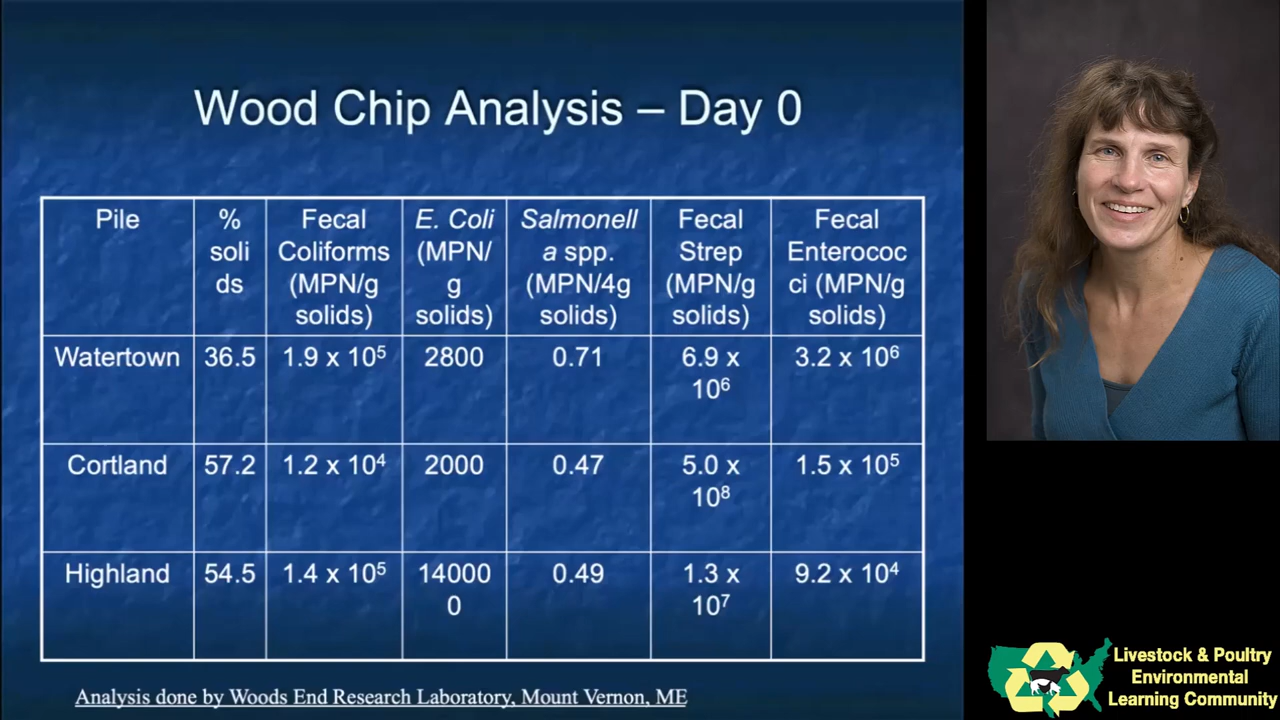 Wood Chip Analysis – Day 0
Pile
%
soli
ds
Fecal
Coliforms
(MPN/g
solids)
E. Coli
(MPN/
g
solids)
Salmonell
a spp.
(MPN/4g
solids)
Fecal
Strep
(MPN/g
solids)
Fecal
Enterococ
ci (MPN/g
solids)
Watertown
36.5
1.9 x 10⁵
2800
0.71
6.9 x
10⁶
3.2 x 10⁶
Cortland
57.2
1.2 x 10⁴
2000
0.47
5.0 x
10⁸
1.5 x 10⁵
Highland
54.5
1.4 x 10⁵
14000
0
0.49
1.3 x
10⁷
9.2 x 10⁴
Analysis done by Woods End Research Laboratory, Mount Vernon, ME
Livestock & Poultry
Environmental
Learning Community